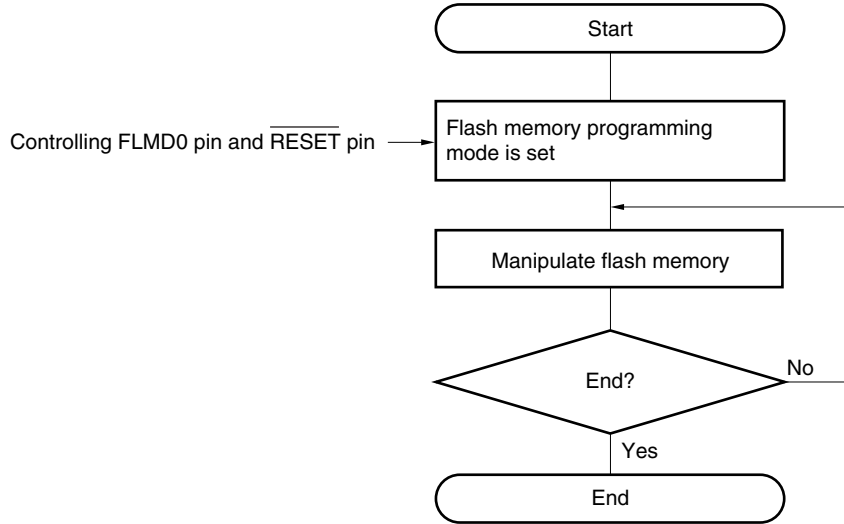 Start
Controlling FLMD0 pin and R̅E̅S̅E̅T̅ pin
Flash memory programming
mode is set
Manipulate flash memory
End?
No
Yes
End